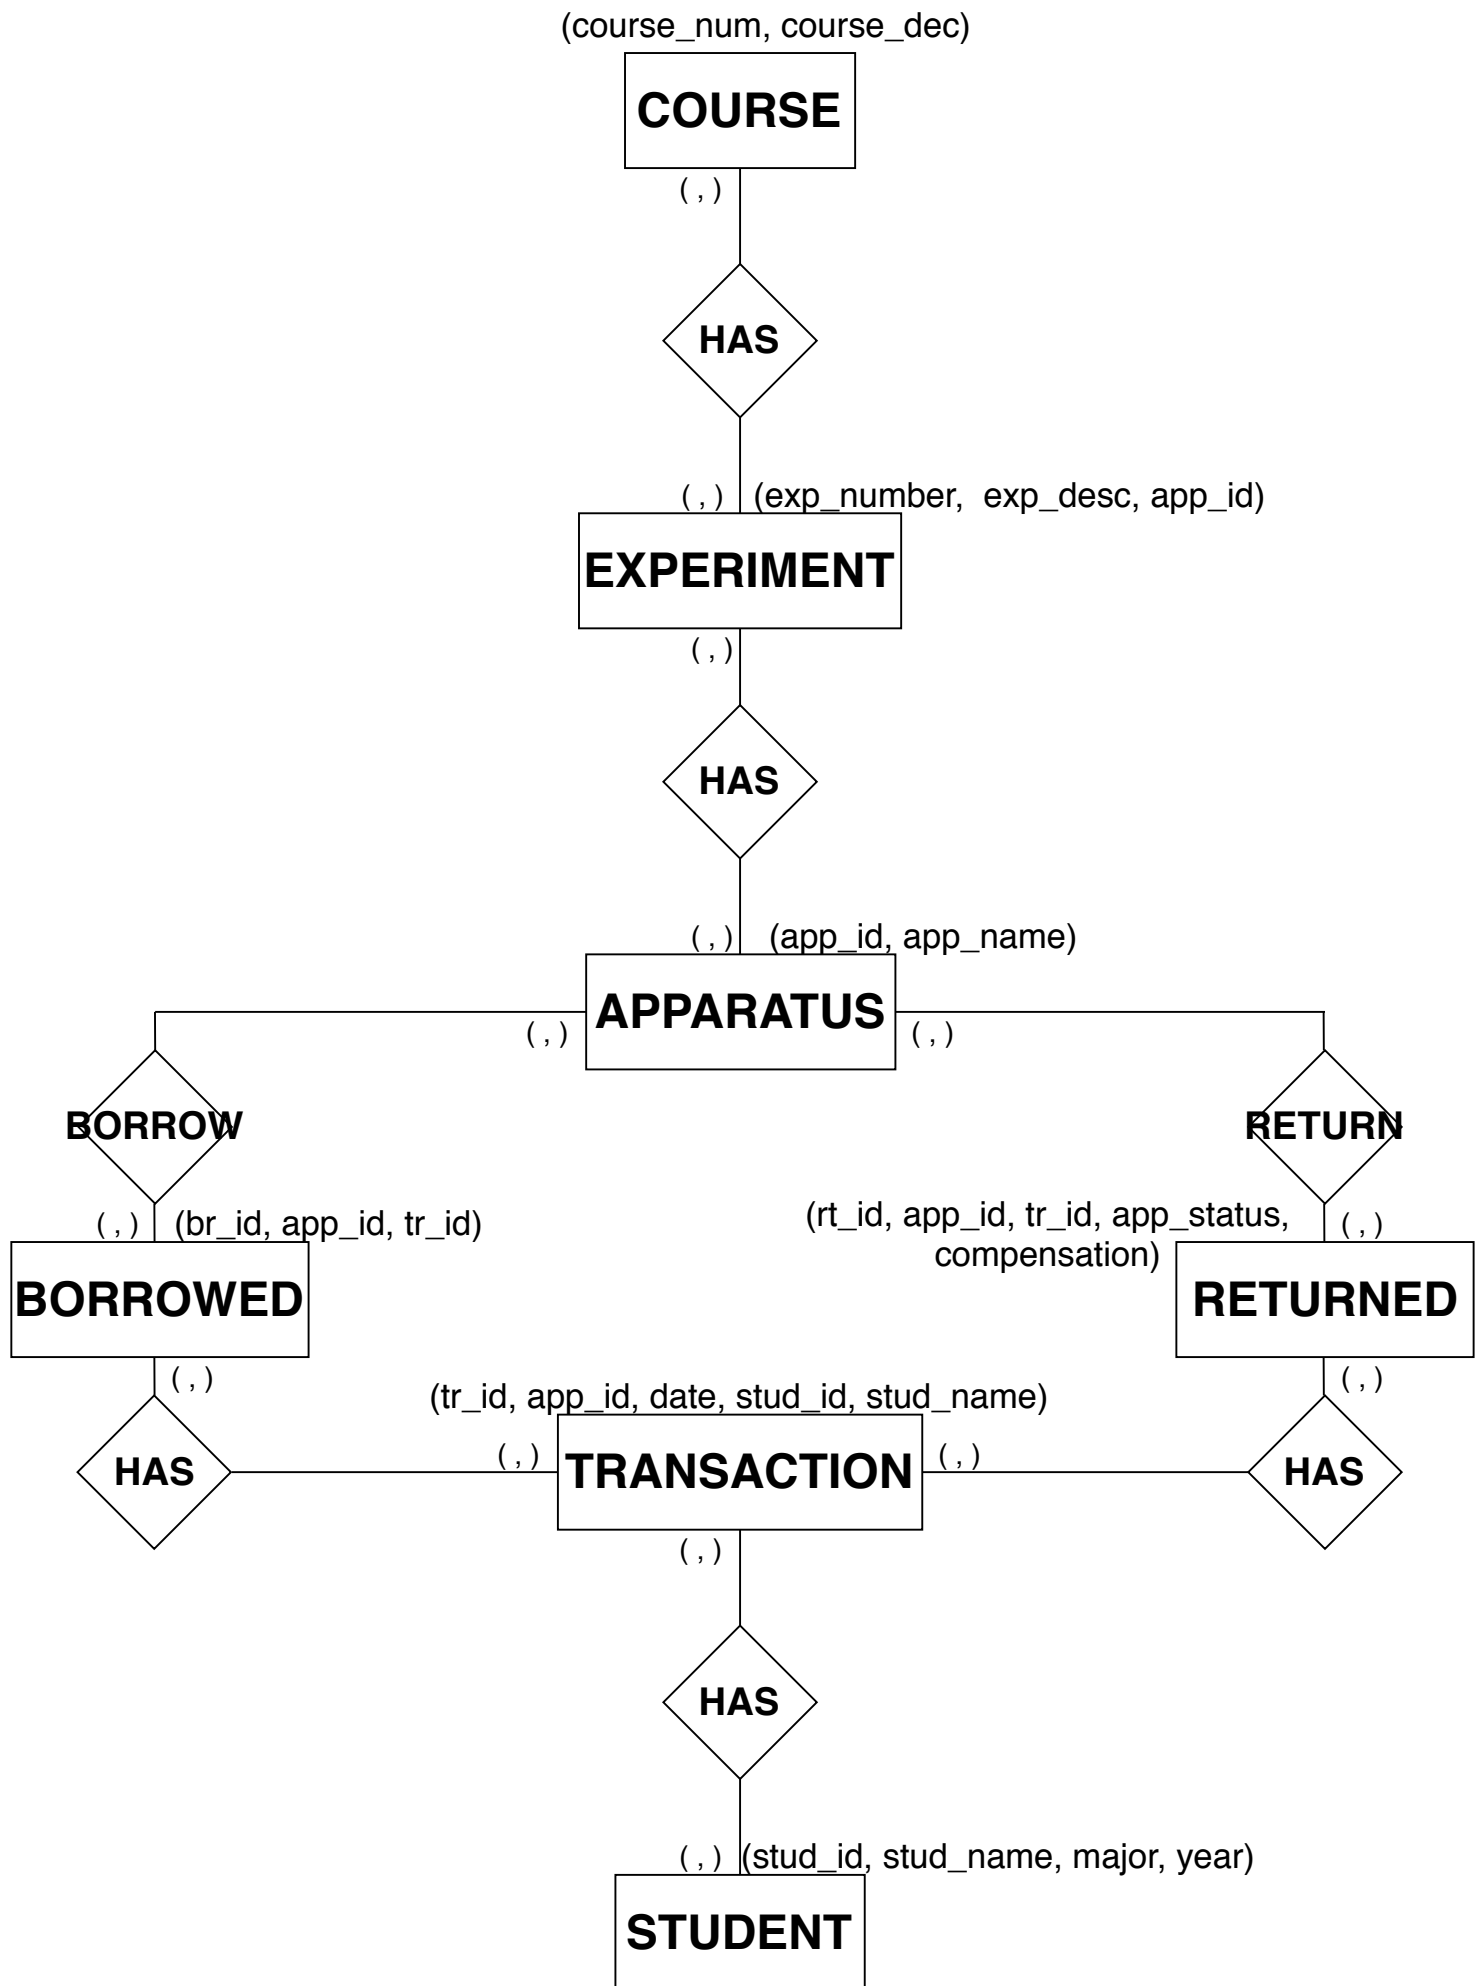 (course_num, course_dec)
COURSE
( , )
HAS
( , ) (exp_number,  exp_desc, app_id)
EXPERIMENT
( , )
HAS
( , ) (app_id, app_name)
APPARATUS
( , ) ( , )
BORROW RETURN
( , ) (br_id, app_id, tr_id) (rt_id, app_id, tr_id, app_status, ( , )
compensation)
BORROWED RETURNED
( , ) ( , )
(tr_id, app_id, date, stud_id, stud_name)
HAS ( , ) TRANSACTION ( , ) HAS
( , )
HAS
( , ) (stud_id, stud_name, major, year)
STUDENT